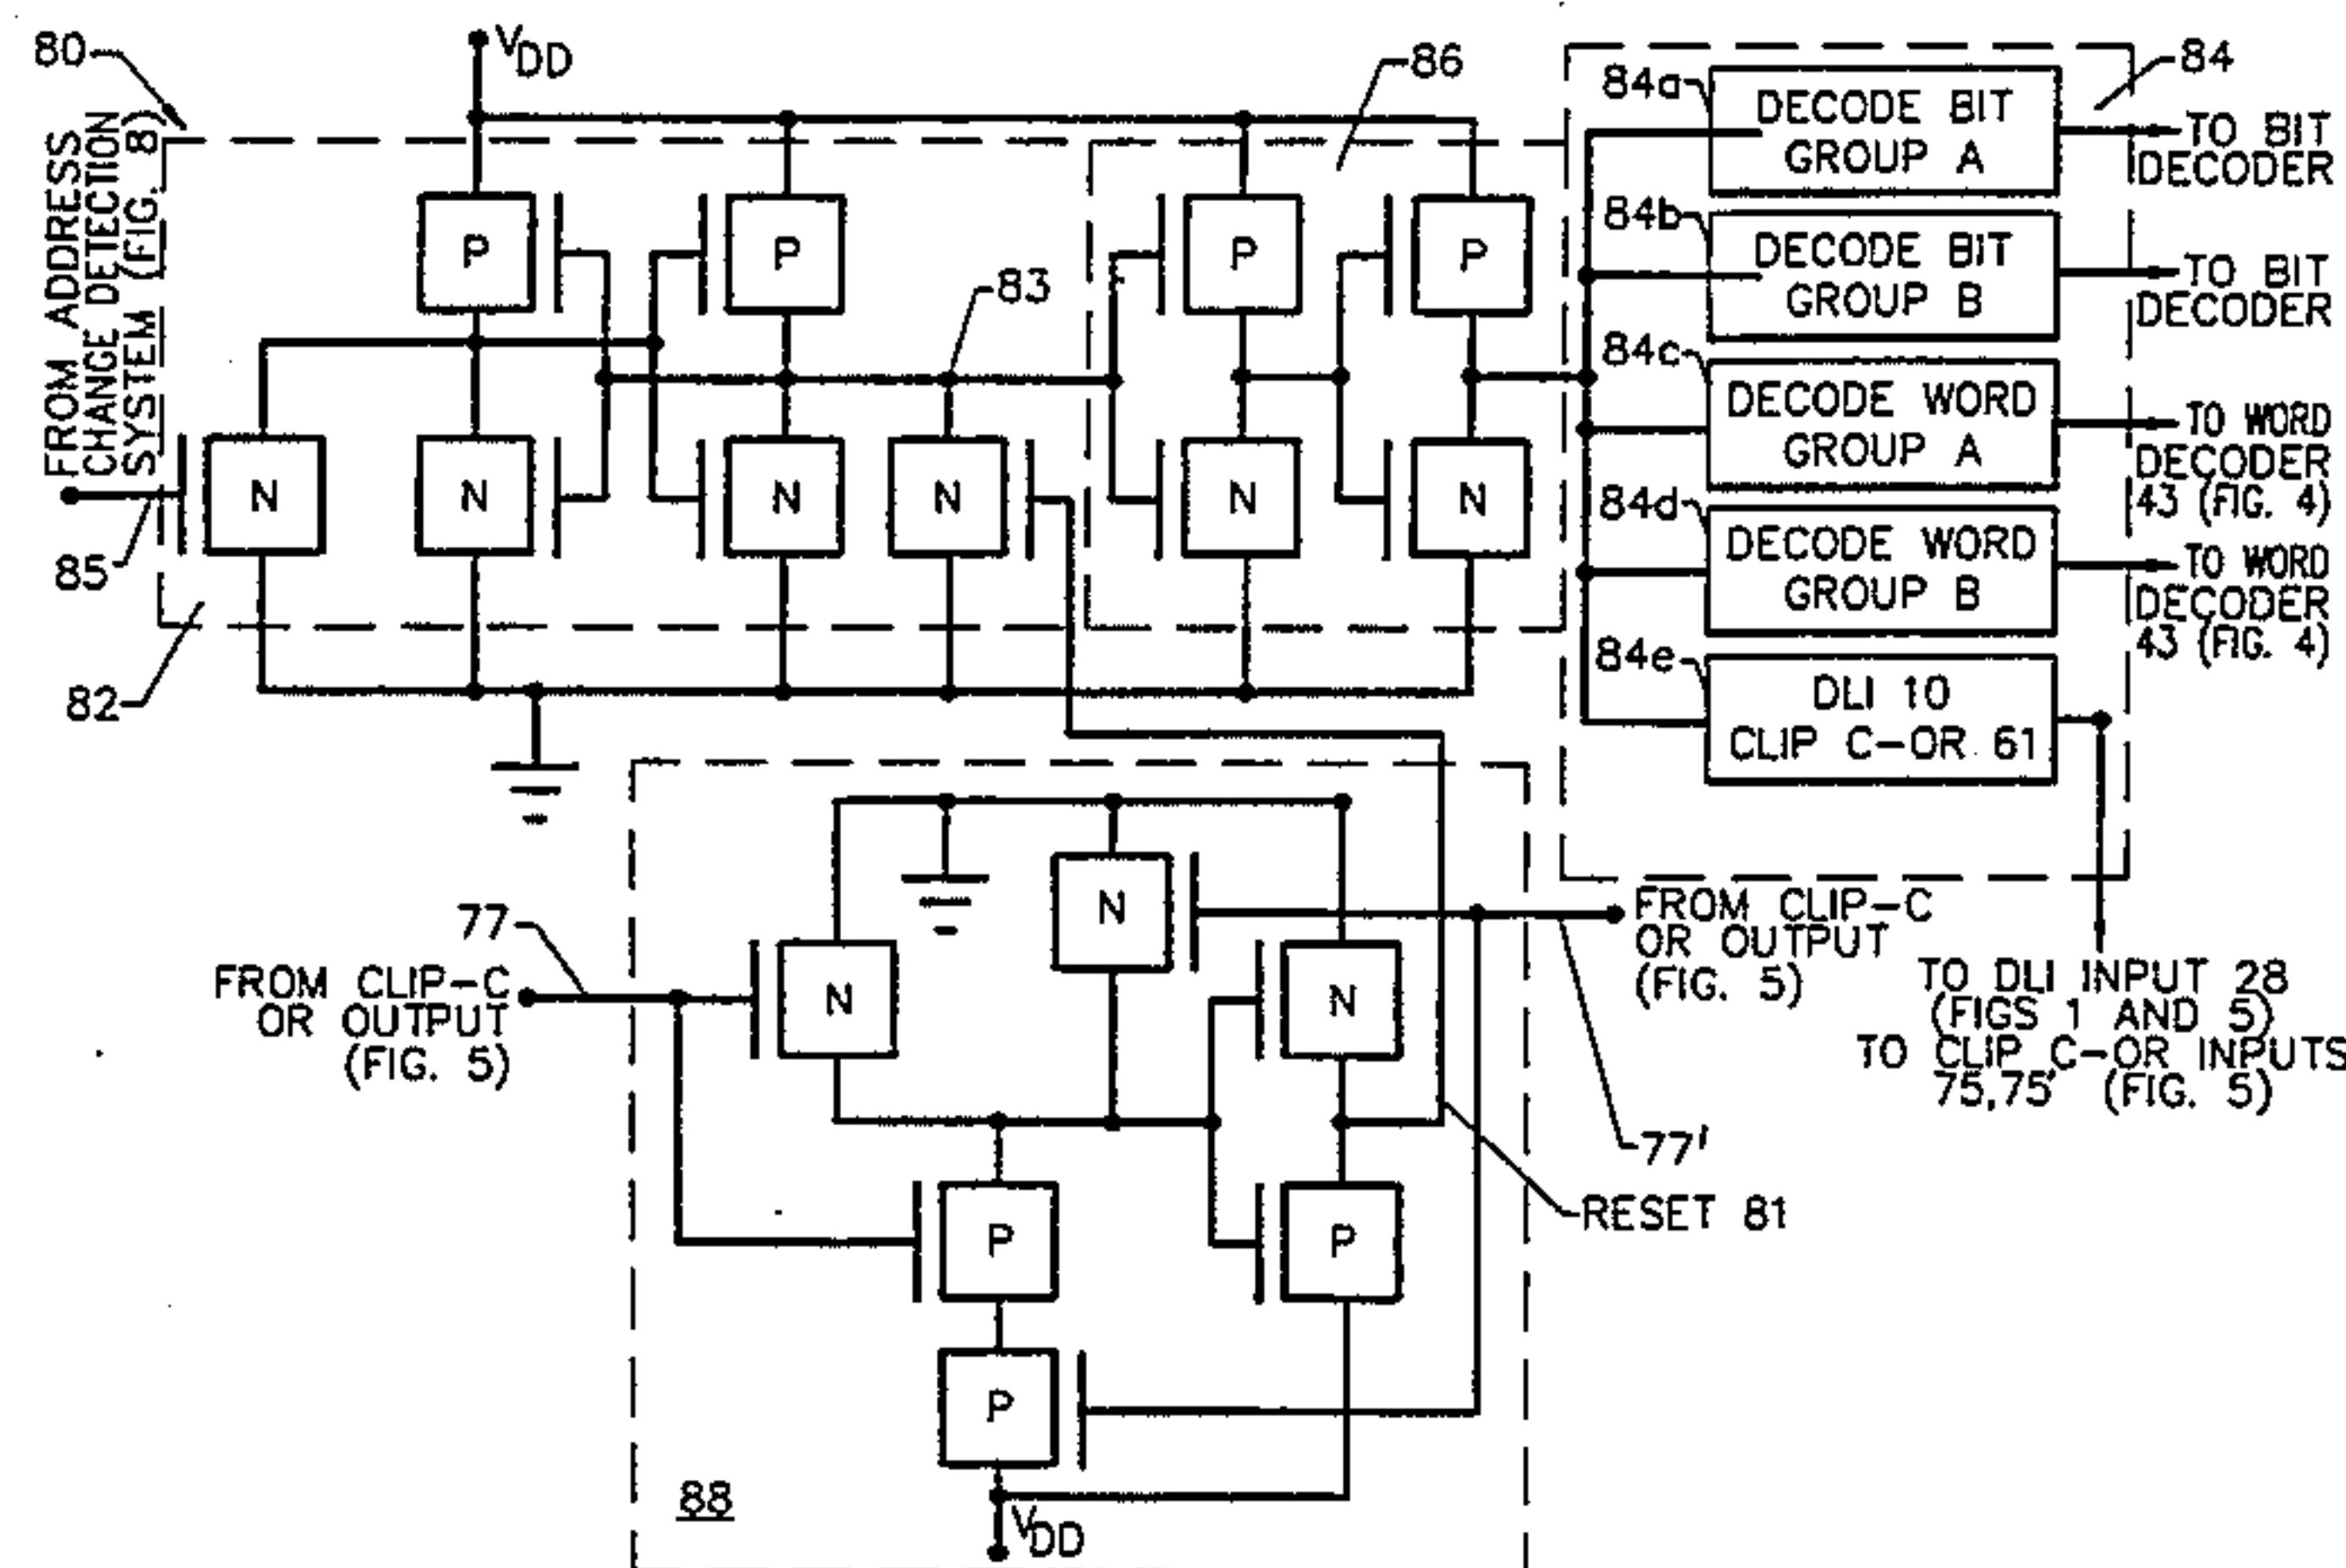 80
V
DD
86
84
FROM ADDRESS
CHANGE DETECTION
SYSTEM (FIG. 8)
84a
DECODE BIT
GROUP A
TO BIT
DECODER
84b
DECODE BIT
GROUP B
TO BIT
DECODER
P
P
P
P
83
84c
DECODE WORD
GROUP A
TO WORD
DECODER
43 (FIG. 4)
N
N
N
N
N
N
85
84d
DECODE WORD
GROUP B
TO WORD
DECODER
43 (FIG. 4)
82
84e
DLI 10
CLIP C-OR 61
N
77
FROM CLIP-C
OR OUTPUT
(FIG. 5)
N
N
FROM CLIP-C
OR OUTPUT
(FIG. 5)
TO DLI INPUT 28
(FIGS 1 AND 5)
TO CLIP C-OR INPUTS
75,75' (FIG. 5)
77'
RESET 81
P
P
P
88
V
DD